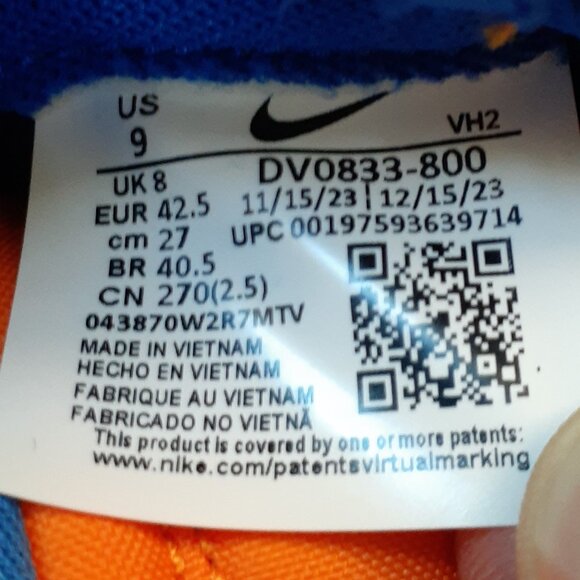 US
9
VH2
UK 8
DV0833-800
EUR 42.5
11/15/23 | 12/15/23
cm 27
UPC 00197593639714
BR 40.5
CN 270(2.5)
043870W2R7MTV
MADE IN VIETNAM
HECHO EN VIETNAM
FABRIQUE AU VIETNAM
FABRICADO NO VIETNÃ
This product is covered by one or more patents:
www.nike.com/patentsvirtualmarking